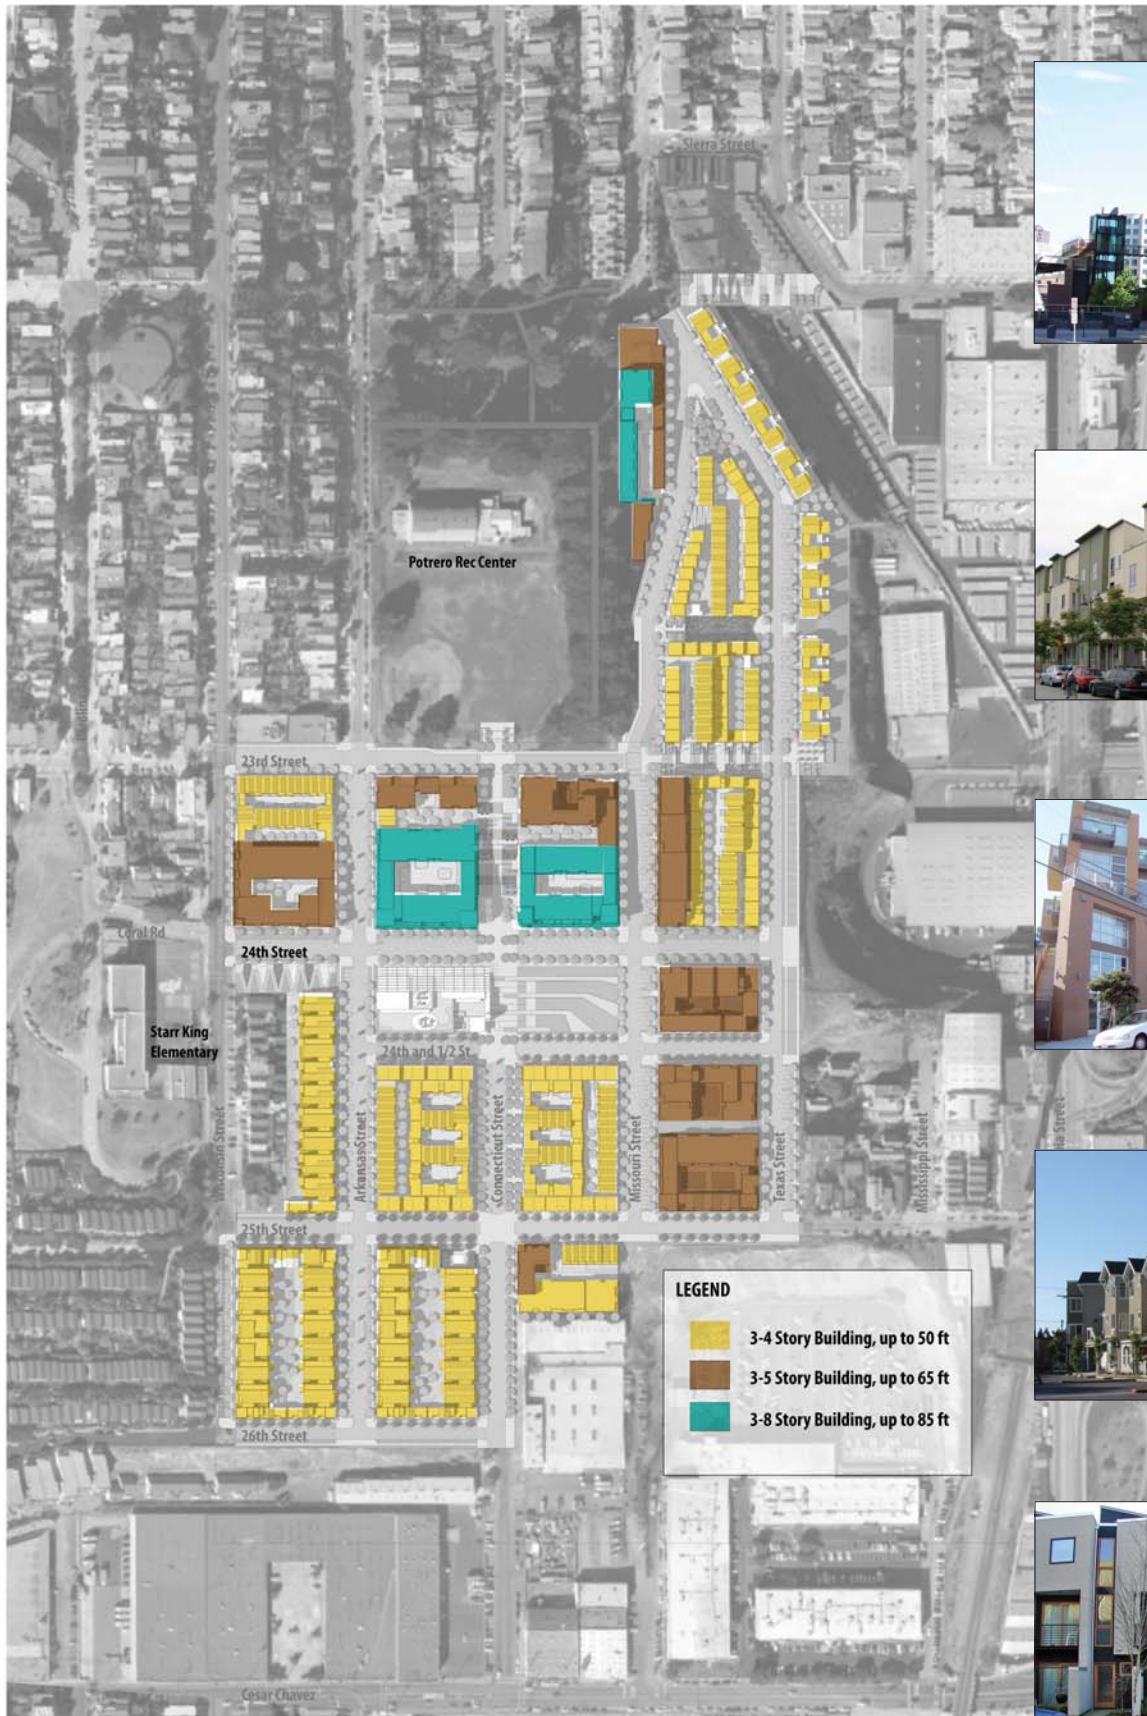 Sierra Street
Potrero Rec Center
23rd Street
Coral Rd
24th Street
Starr King
Elementary
24th and 1/2 St
Wisconsin Street
Arkansas Street
Connecticut Street
Missouri Street
Texas Street
Mississippi Street
Street
25th Street
LEGEND
3-4 Story Building, up to 50 ft
3-5 Story Building, up to 65 ft
3-8 Story Building, up to 85 ft
26th Street
Cesar Chavez